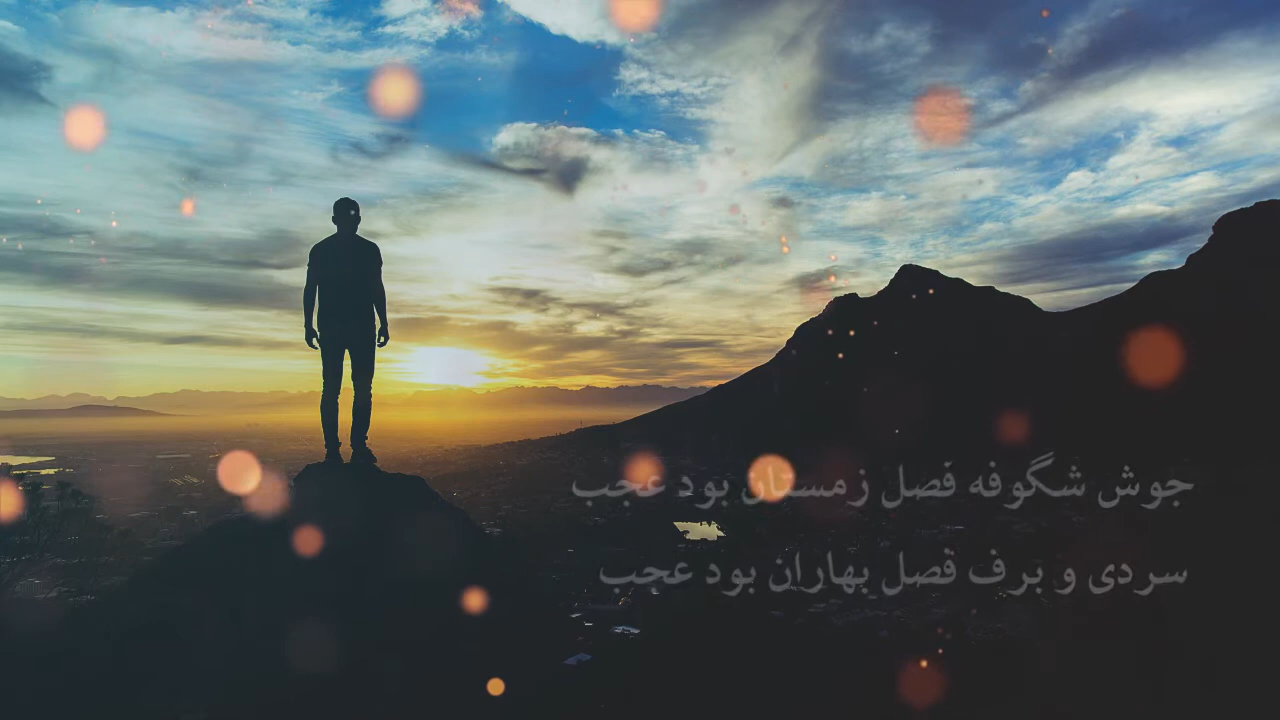 جوش شگوفه فصل زمستان بود عجب
سردی و برف فصل بهاران بود عجب